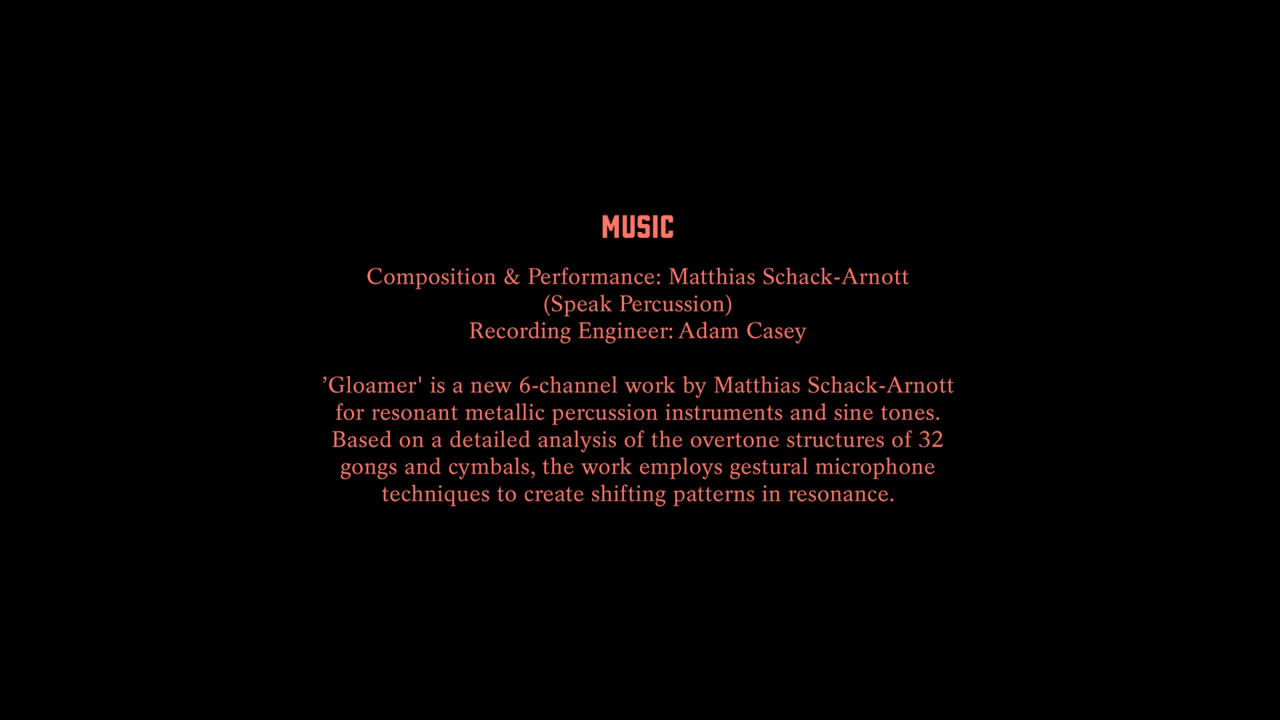 MUSIC
Composition & Performance: Matthias Schack-Arnott
(Speak Percussion)
Recording Engineer: Adam Casey
’Gloamer' is a new 6-channel work by Matthias Schack-Arnott
for resonant metallic percussion instruments and sine tones.
Based on a detailed analysis of the overtone structures of 32
gongs and cymbals, the work employs gestural microphone
techniques to create shifting patterns in resonance.